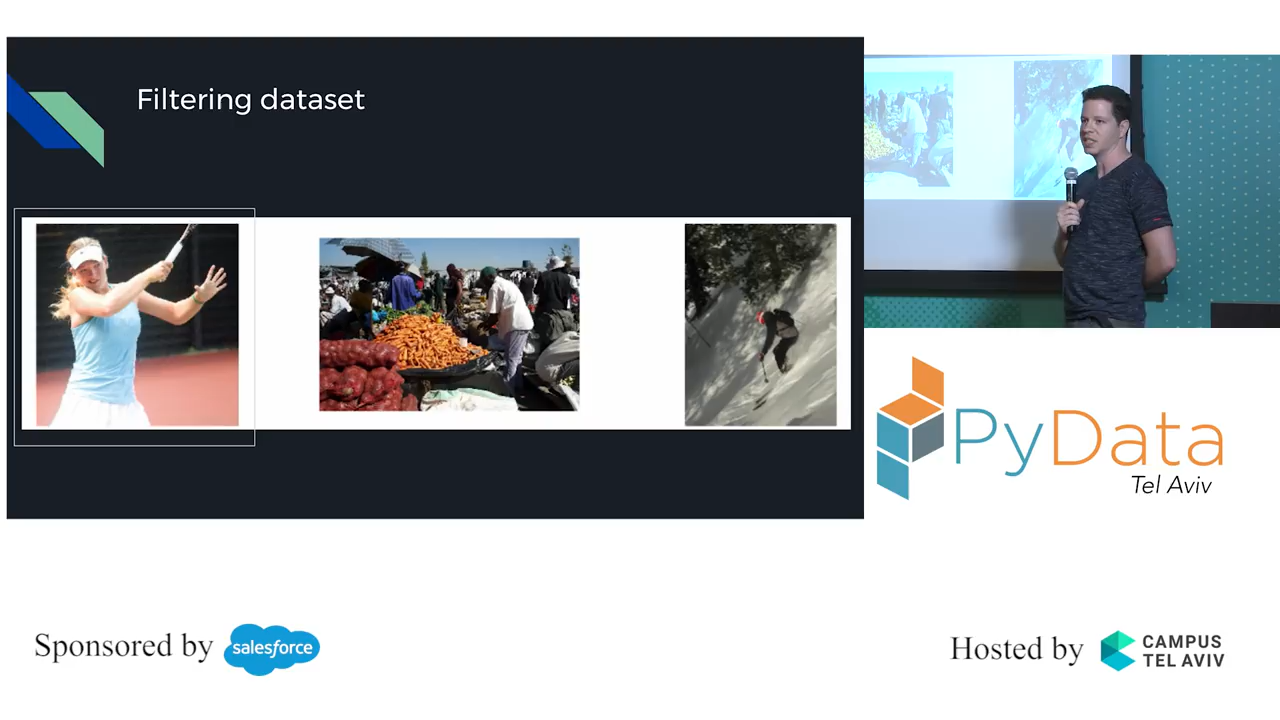 Filtering dataset
PyData
Tel Aviv
Sponsored by salesforce
Hosted by CAMPUS
TEL AVIV